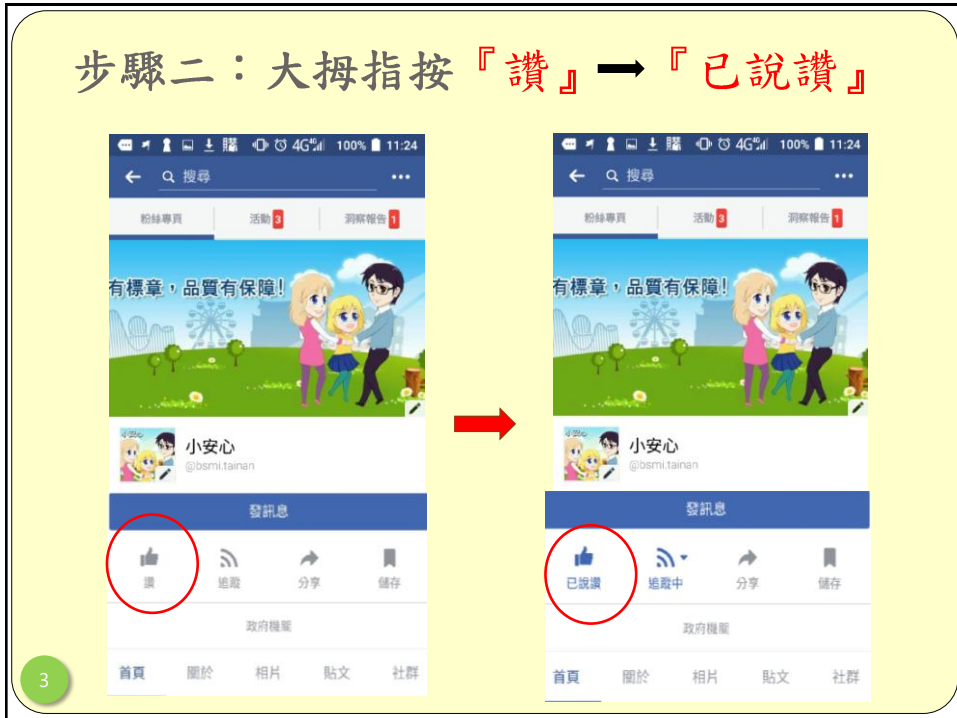 步驟二：大拇指按『讚』➞『已說讚』
4G 4G 100% 11:24
搜尋
粉絲專頁 活動 3 洞察報告 1
有標章，品質有保障!
小安心
@bsmi.tainan
發訊息
讚 追蹤 分享 儲存
政府機關
首頁 關於 相片 貼文 社群
4G 4G 100% 11:24
搜尋
粉絲專頁 活動 3 洞察報告 1
有標章，品質有保障!
小安心
@bsmi.tainan
發訊息
已說讚 追蹤中 分享 儲存
政府機關
首頁 關於 相片 貼文 社群
3